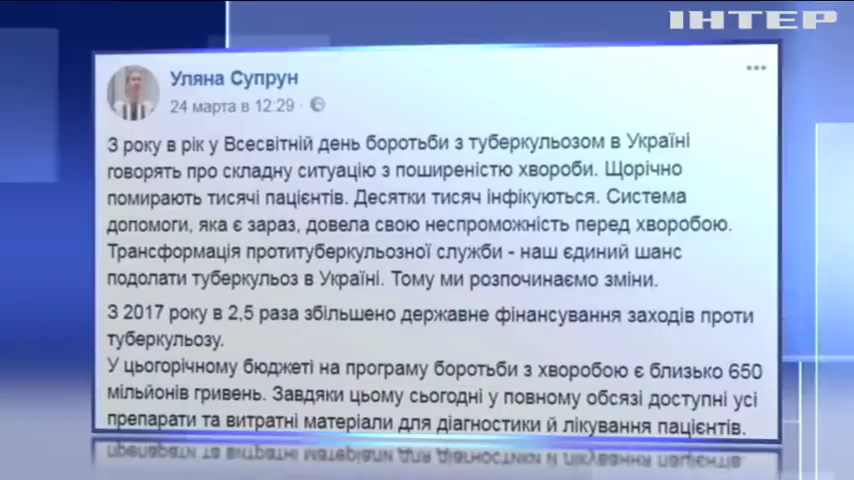 ІНТЕР
Уляна Супрун
24 марта в 12:29 ·
З року в рік у Всесвітній день боротьби з туберкульозом в Україні
говорять про складну ситуацію з поширеністю хвороби. Щорічно
помирають тисячі пацієнтів. Десятки тисяч інфікуються. Система
допомоги, яка є зараз, довела свою неспроможність перед хворобою.
Трансформація протитуберкульозної служби - наш єдиний шанс
подолати туберкульоз в Україні. Тому ми розпочинаємо зміни.
З 2017 року в 2,5 раза збільшено державне фінансування заходів проти
туберкульозу.
У цьогорічному бюджеті на програму боротьби з хворобою є близько 650
мільйонів гривень. Завдяки цьому сьогодні у повному обсязі доступні усі
препарати та витратні матеріали для діагностики й лікування пацієнтів.